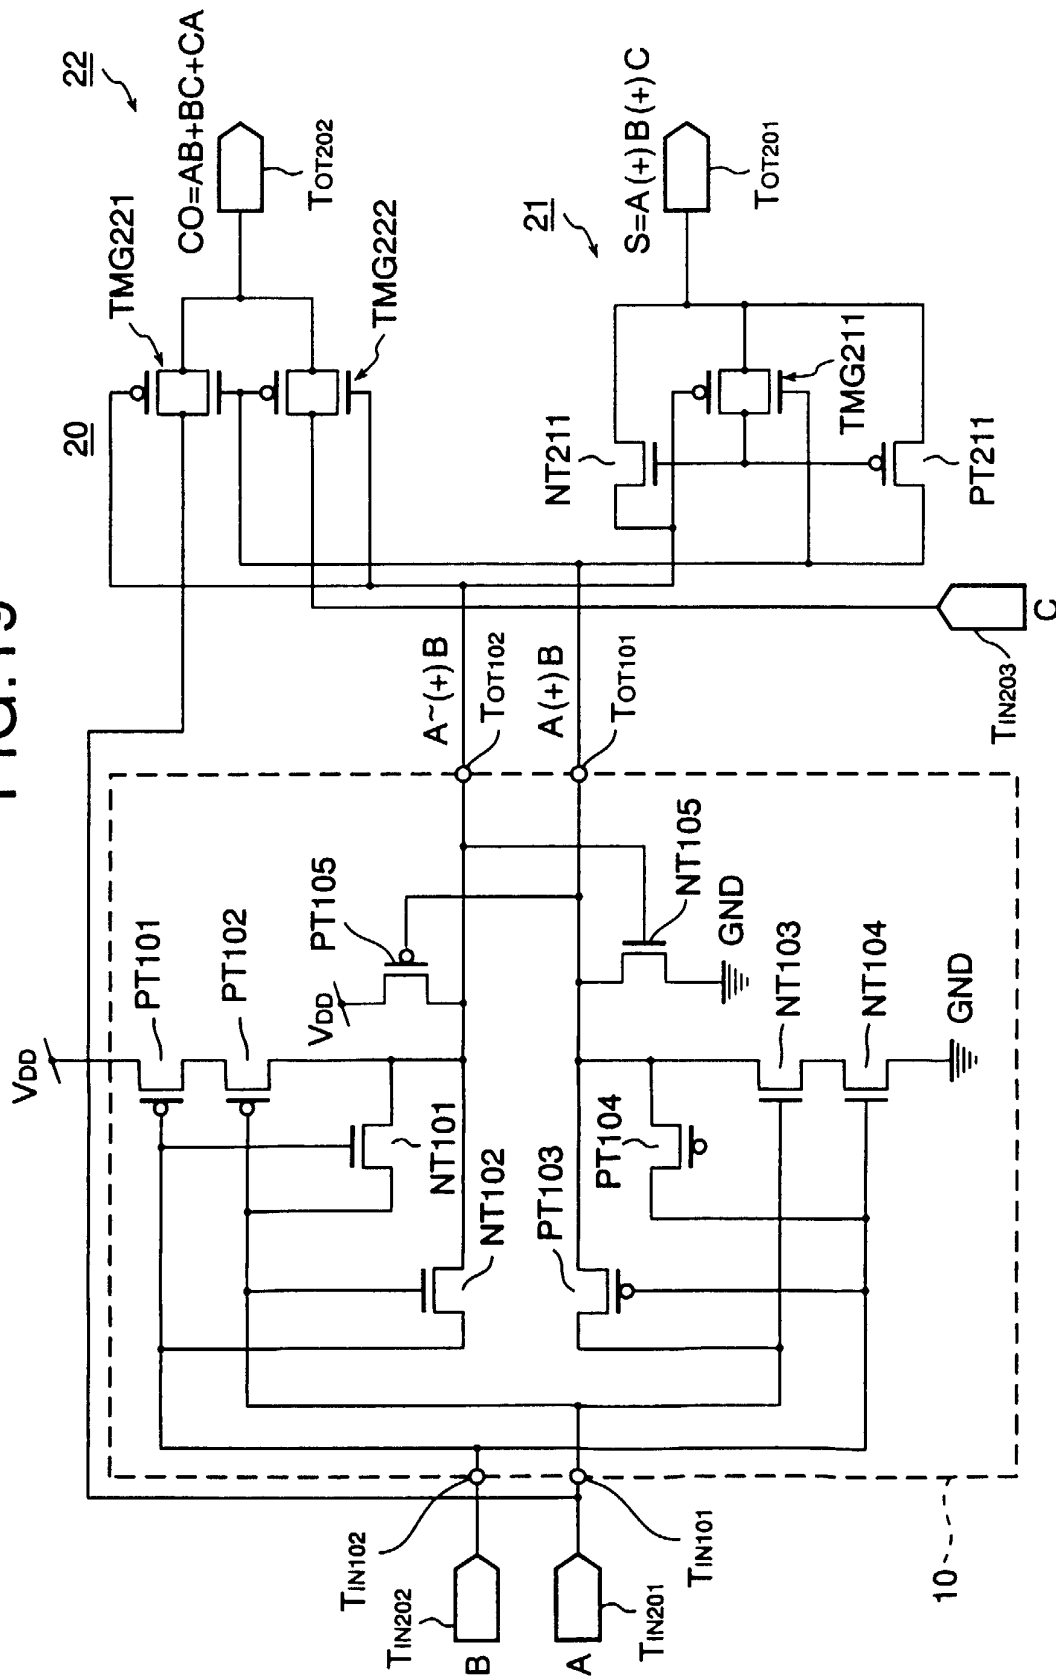 FIG.19
20
22
CO=AB+BC+CA
TOT202
TMG221
TMG222
21
S=A(+)B(+)C
TOT201
NT211
TMG211
PT211
A~(+)B
TOT102
A(+)B
TOT101
C
TIN203
VDD
PT101
PT102
PT105
VDD
NT101
NT102
NT105
GND
PT103
PT104
NT103
NT104
GND
TIN102
TIN202
B
TIN101
TIN201
A
10